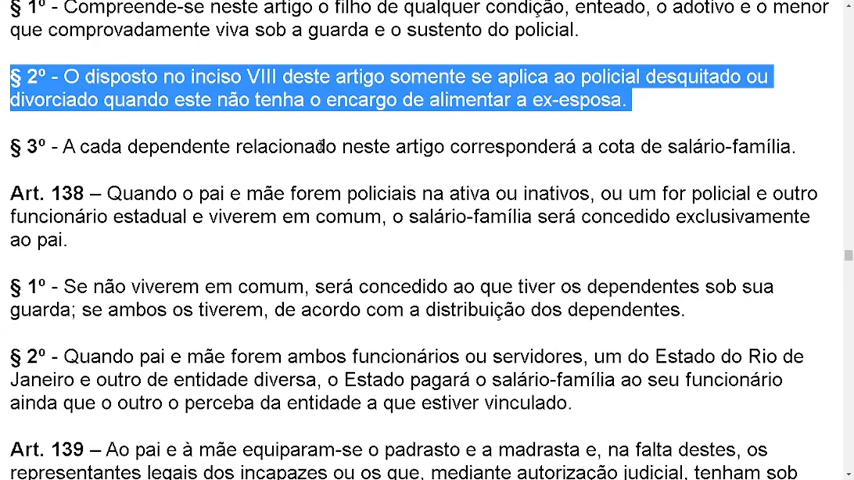 § 1º - Compreende-se neste artigo o filho de qualquer condição, enteado, o adotivo e o menor
que comprovadamente viva sob a guarda e o sustento do policial.
§ 2º - O disposto no inciso VIII deste artigo somente se aplica ao policial desquitado ou
divorciado quando este não tenha o encargo de alimentar a ex-esposa.
§ 3º - A cada dependente relacionado neste artigo corresponderá a cota de salário-família.
Art. 138 – Quando o pai e mãe forem policiais na ativa ou inativos, ou um for policial e outro
funcionário estadual e viverem em comum, o salário-família será concedido exclusivamente
ao pai.
§ 1º - Se não viverem em comum, será concedido ao que tiver os dependentes sob sua
guarda; se ambos os tiverem, de acordo com a distribuição dos dependentes.
§ 2º - Quando pai e mãe forem ambos funcionários ou servidores, um do Estado do Rio de
Janeiro e outro de entidade diversa, o Estado pagará o salário-família ao seu funcionário
ainda que o outro o perceba da entidade a que estiver vinculado.
Art. 139 – Ao pai e à mãe equiparam-se o padrasto e a madrasta e, na falta destes, os
representantes legais dos incapazes ou os que, mediante autorização judicial, tenham sob